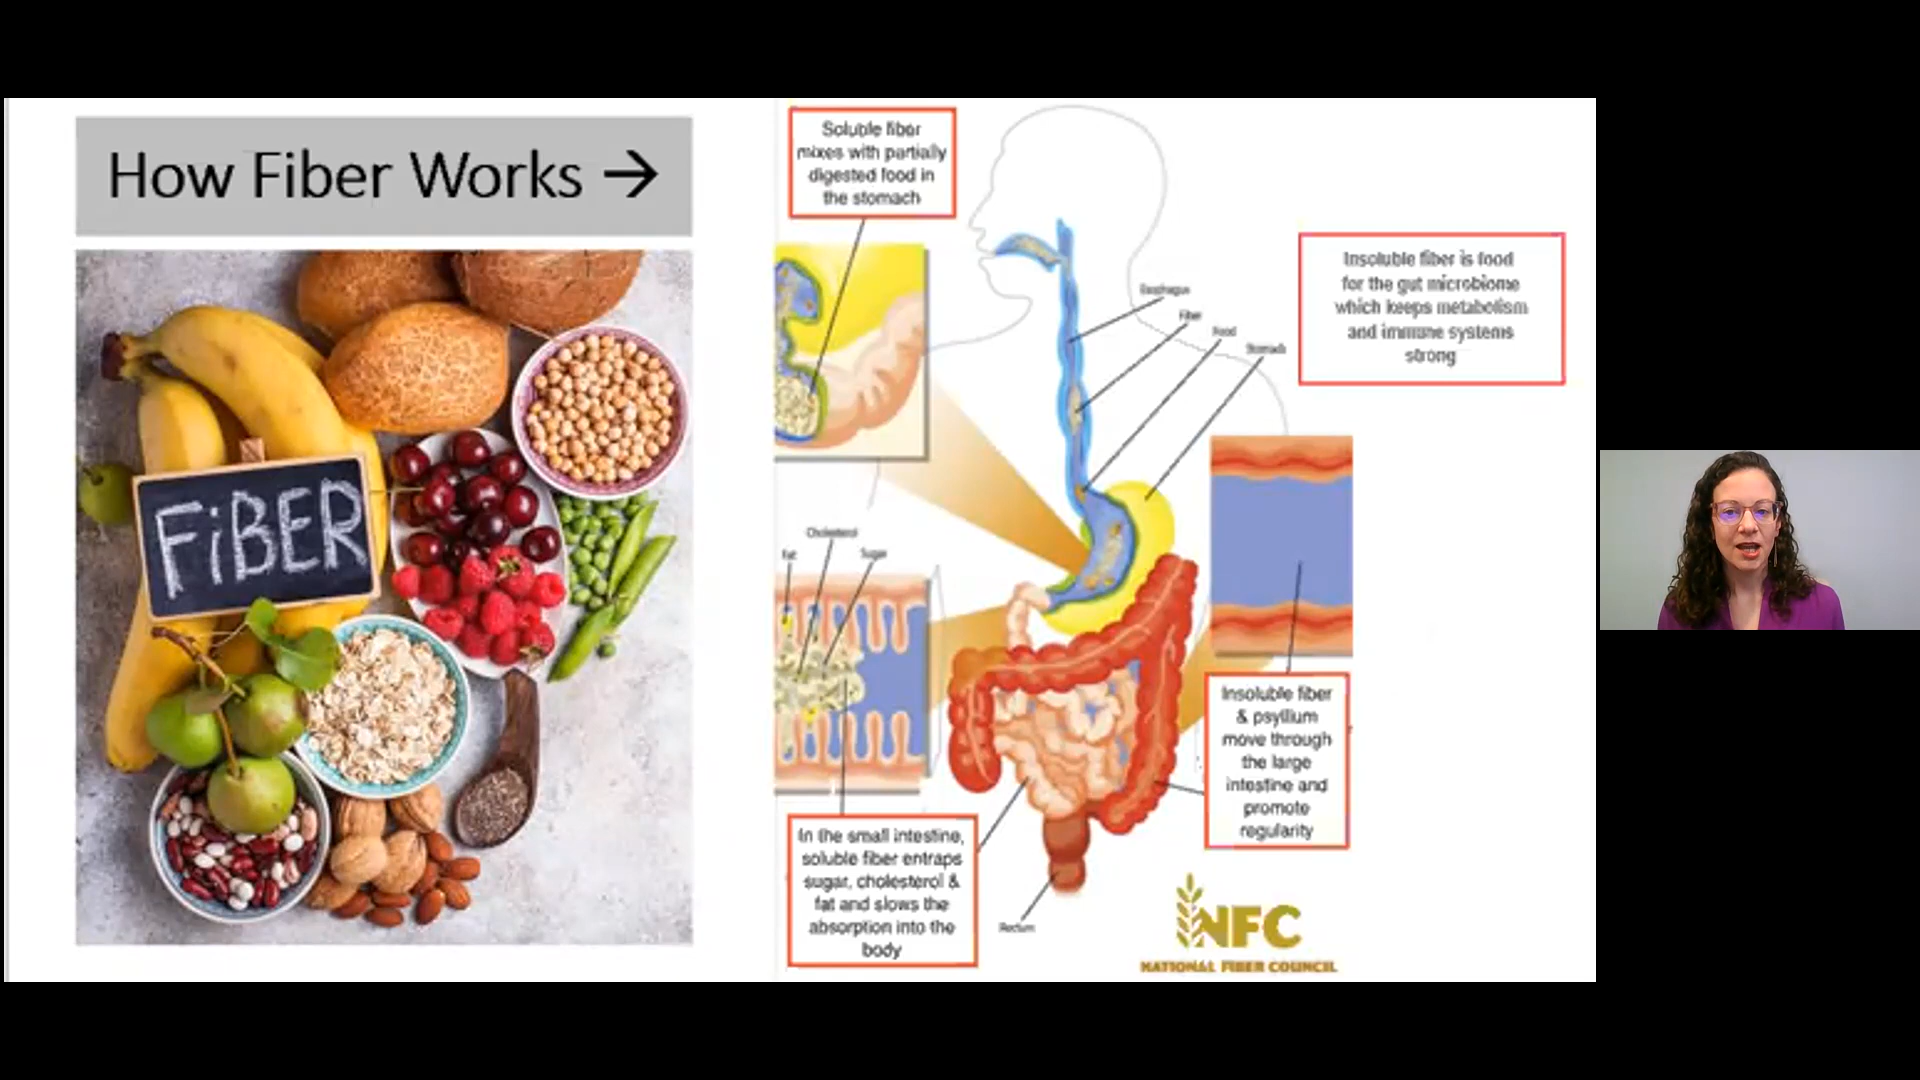 How Fiber Works →
FiBER
Soluble fiber
mixes with partially
digested food in
the stomach
Insoluble fiber is food
for the gut microbiome
which keeps metabolism
and immune systems
strong
Esophagus
Fiber
Food
Stomach
Cholesterol
Fat
Sugar
Insoluble fiber
& psyllium
move through
the large
intestine and
promote
regularity
In the small intestine,
soluble fiber entraps
sugar, cholesterol &
fat and slows the
absorption into the
body
Rectum
NFC
NATIONAL FIBER COUNCIL